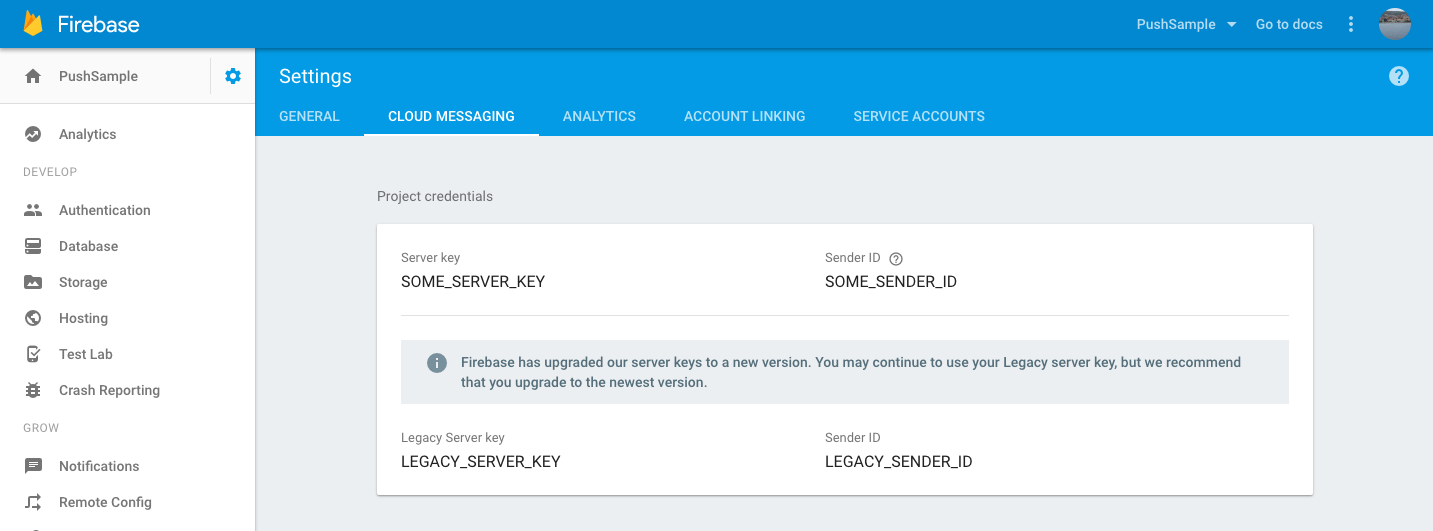 Firebase
PushSample
Go to docs
PushSample
Settings
GENERAL
CLOUD MESSAGING
ANALYTICS
ACCOUNT LINKING
SERVICE ACCOUNTS
Analytics
DEVELOP
Authentication
Database
Storage
Hosting
Test Lab
Crash Reporting
GROW
Notifications
Remote Config
Project credentials
Server key
SOME_SERVER_KEY
Sender ID
SOME_SENDER_ID
Firebase has upgraded our server keys to a new version. You may continue to use your Legacy server key, but we recommend
that you upgrade to the newest version.
Legacy Server key
LEGACY_SERVER_KEY
Sender ID
LEGACY_SENDER_ID